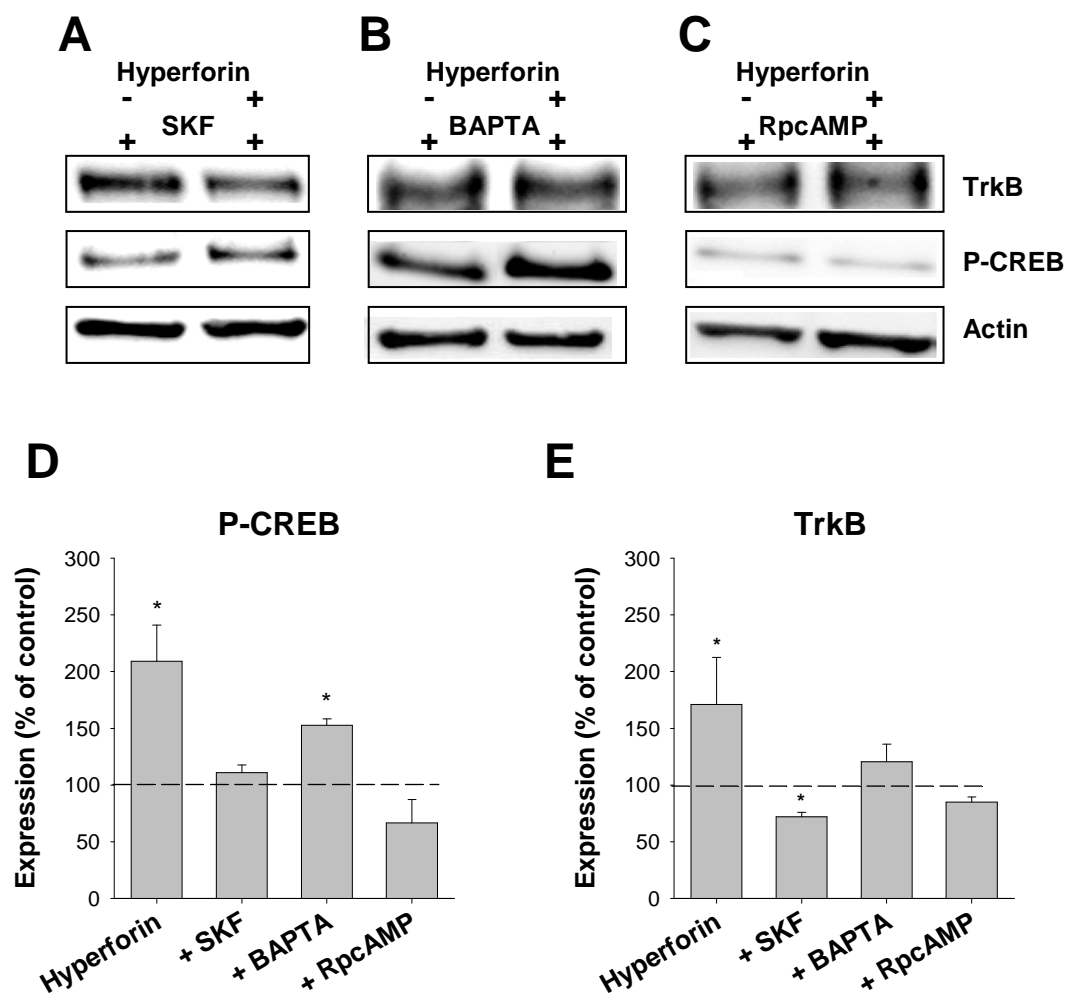 A B C
Hyperforin Hyperforin Hyperforin
- + - + - +
SKF BAPTA RpcAMP
+ + + + + +
TrkB
P-CREB
Actin
D
P-CREB
Expression (% of control)
300
250
200
150
100
50
0
*
*
Hyperforin + SKF + BAPTA + RpcAMP
E
TrkB
Expression (% of control)
300
250
200
150
100
50
0
*
*
Hyperforin + SKF + BAPTA + RpcAMP